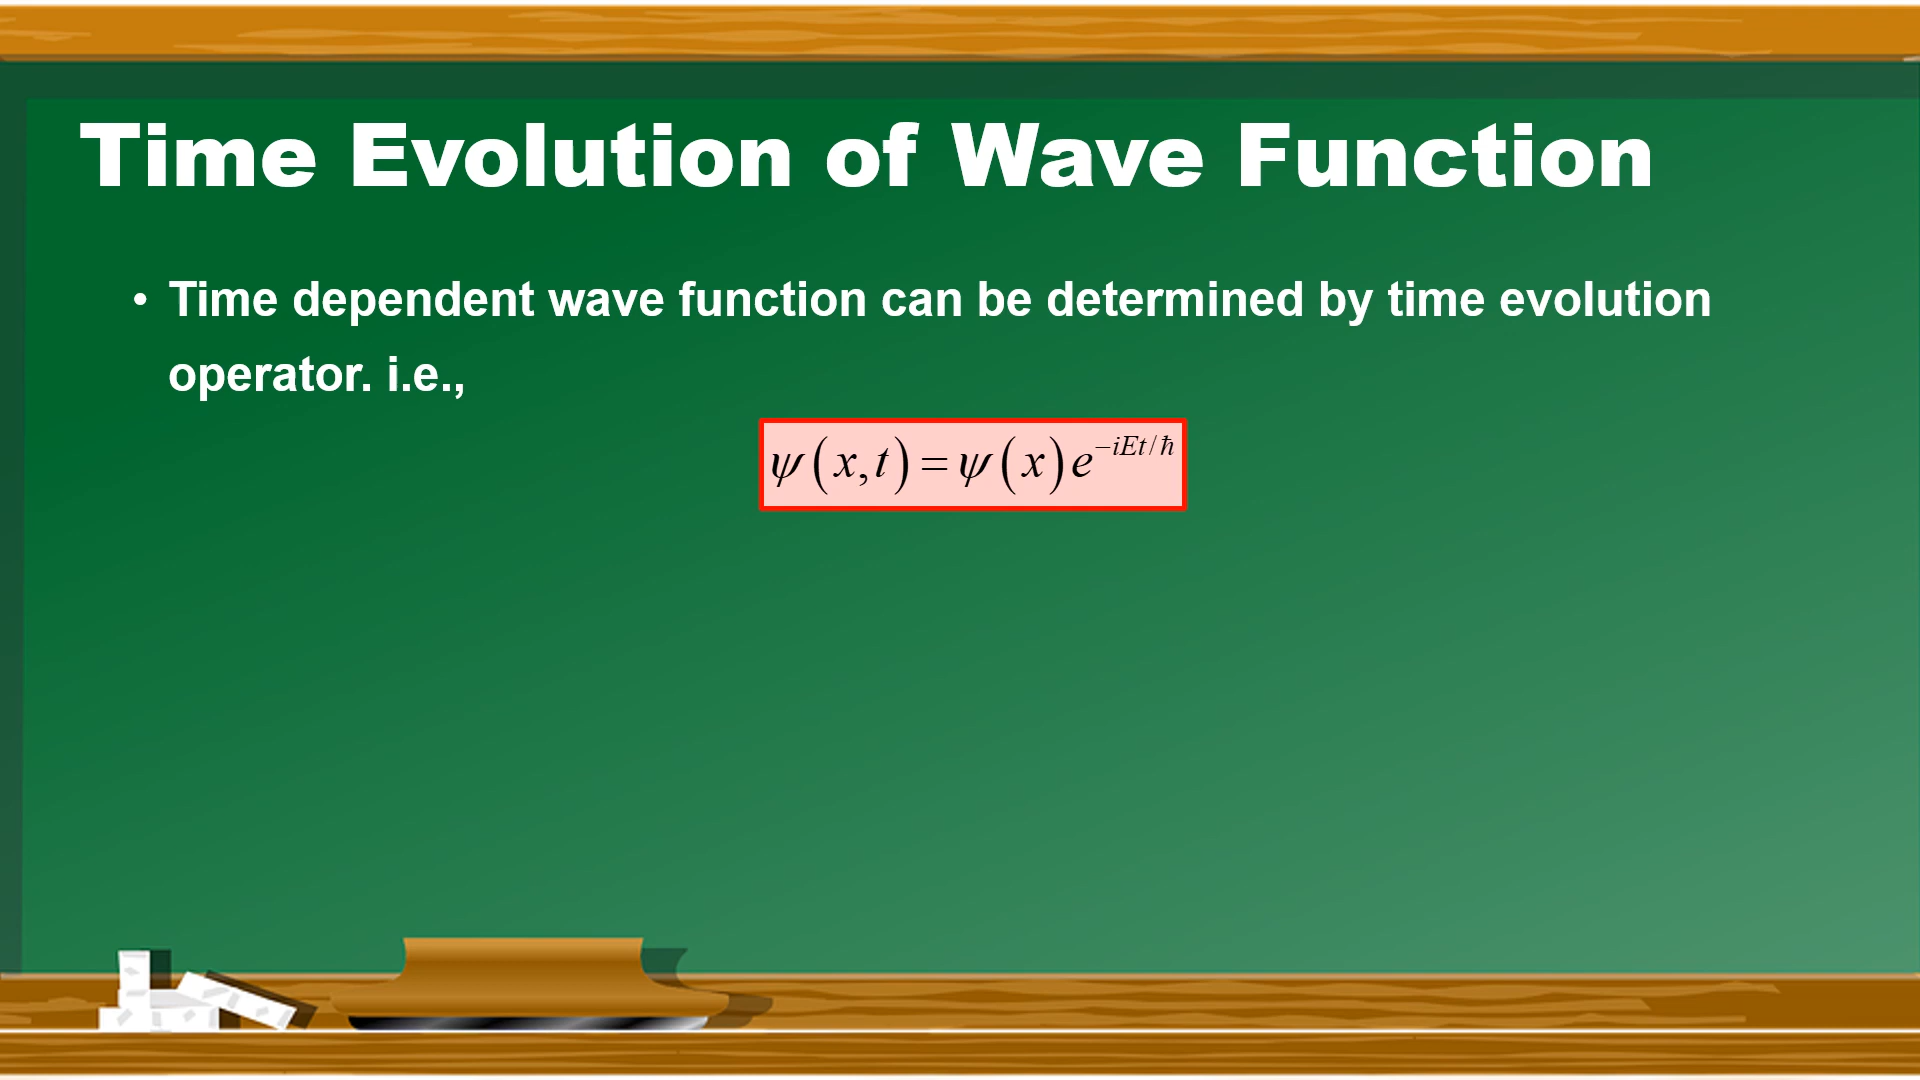 Time Evolution of Wave Function
• Time dependent wave function can be determined by time evolution
operator. i.e.,
ψ(x,t)=ψ(x)e^{−iEt/ħ}